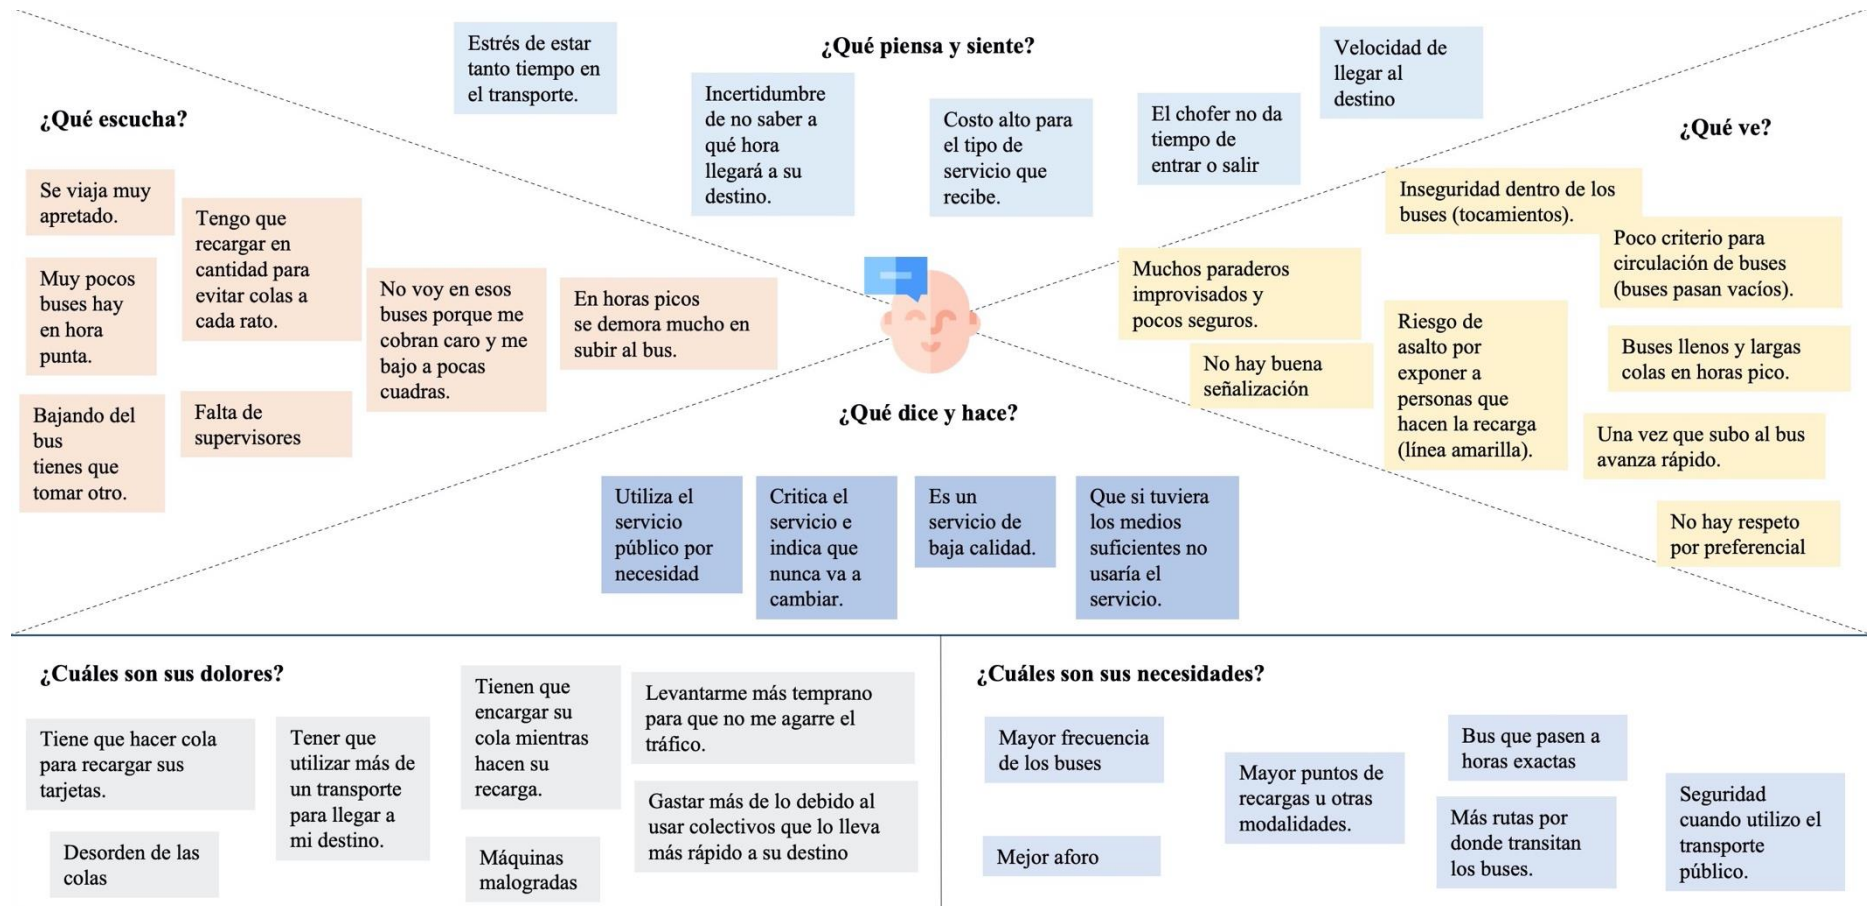 ¿Qué piensa y siente?
Estrés de estar
tanto tiempo en
el transporte.
Incertidumbre
de no saber a
qué hora
llegará a su
destino.
Costo alto para
el tipo de
servicio que
recibe.
El chofer no da
tiempo de
entrar o salir
Velocidad de
llegar al
destino
¿Qué escucha?
Se viaja muy
apretado.
Tengo que
recargar en
cantidad para
evitar colas a
cada rato.
Muy pocos
buses hay
en hora
punta.
No voy en esos
buses porque me
cobran caro y me
bajo a pocas
cuadras.
En horas picos
se demora mucho en
subir al bus.
Bajando del
bus
tienes que
tomar otro.
Falta de
supervisores
¿Qué ve?
Inseguridad dentro de los
buses (tocamientos).
Poco criterio para
circulación de buses
(buses pasan vacíos).
Muchos paraderos
improvisados y
pocos seguros.
No hay buena
señalización
Riesgo de
asalto por
exponer a
personas que
hacen la recarga
(línea amarilla).
Buses llenos y largas
colas en horas pico.
Una vez que subo al bus
avanza rápido.
No hay respeto
por preferencial
¿Qué dice y hace?
Utiliza el
servicio
público por
necesidad
Critica el
servicio e
indica que
nunca va a
cambiar.
Es un
servicio de
baja calidad.
Que si tuviera
los medios
suficientes no
usaría el
servicio.
¿Cuáles son sus dolores?
Tiene que hacer cola
para recargar sus
tarjetas.
Desorden de las
colas
Tener que
utilizar más de
un transporte
para llegar a
mi destino.
Tienen que
encargar su
cola mientras
hacen su
recarga.
Máquinas
malogradas
Levantarme más temprano
para que no me agarre el
tráfico.
Gastar más de lo debido al
usar colectivos que lo lleva
más rápido a su destino
¿Cuáles son sus necesidades?
Mayor frecuencia
de los buses
Mejor aforo
Mayor puntos de
recargas u otras
modalidades.
Bus que pasen a
horas exactas
Más rutas por
donde transitan
los buses.
Seguridad
cuando utilizo el
transporte
público.